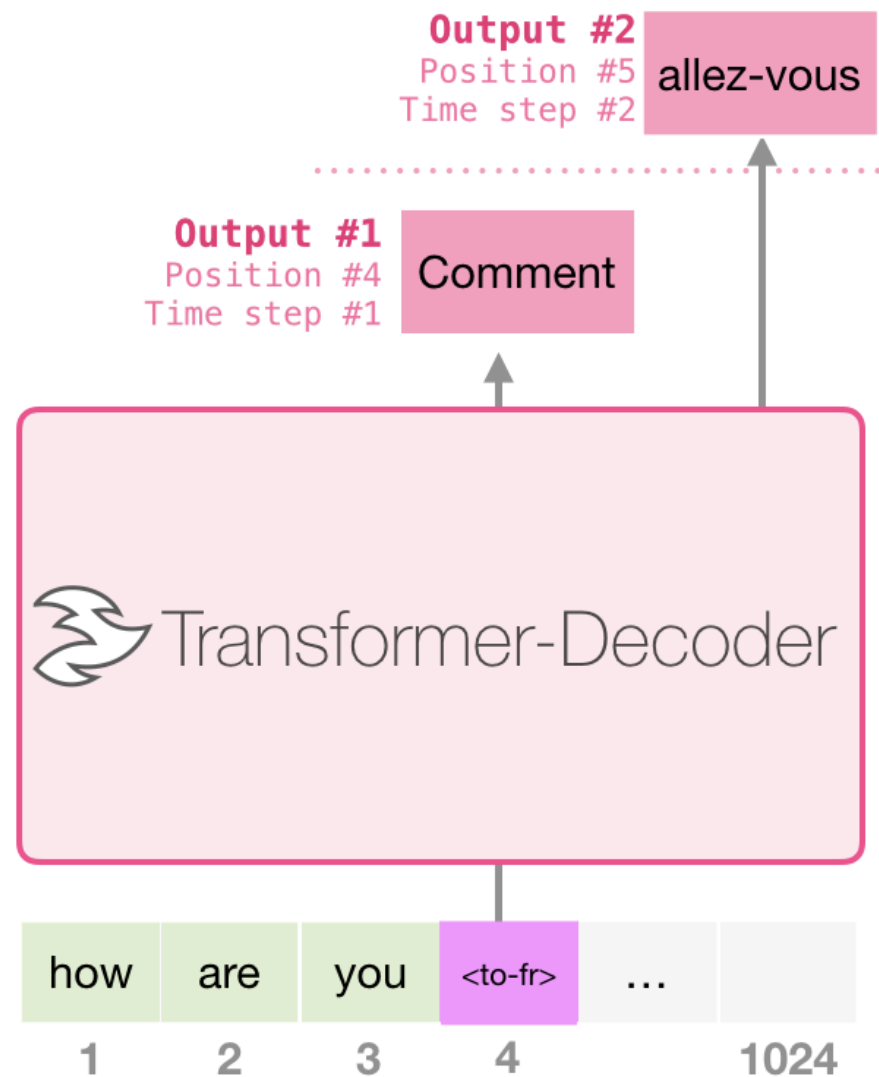 Output #2
Position #5
Time step #2
allez-vous
Output #1
Position #4
Time step #1
Comment
Transformer-Decoder
how are you <to-fr> ...
1 2 3 4 1024